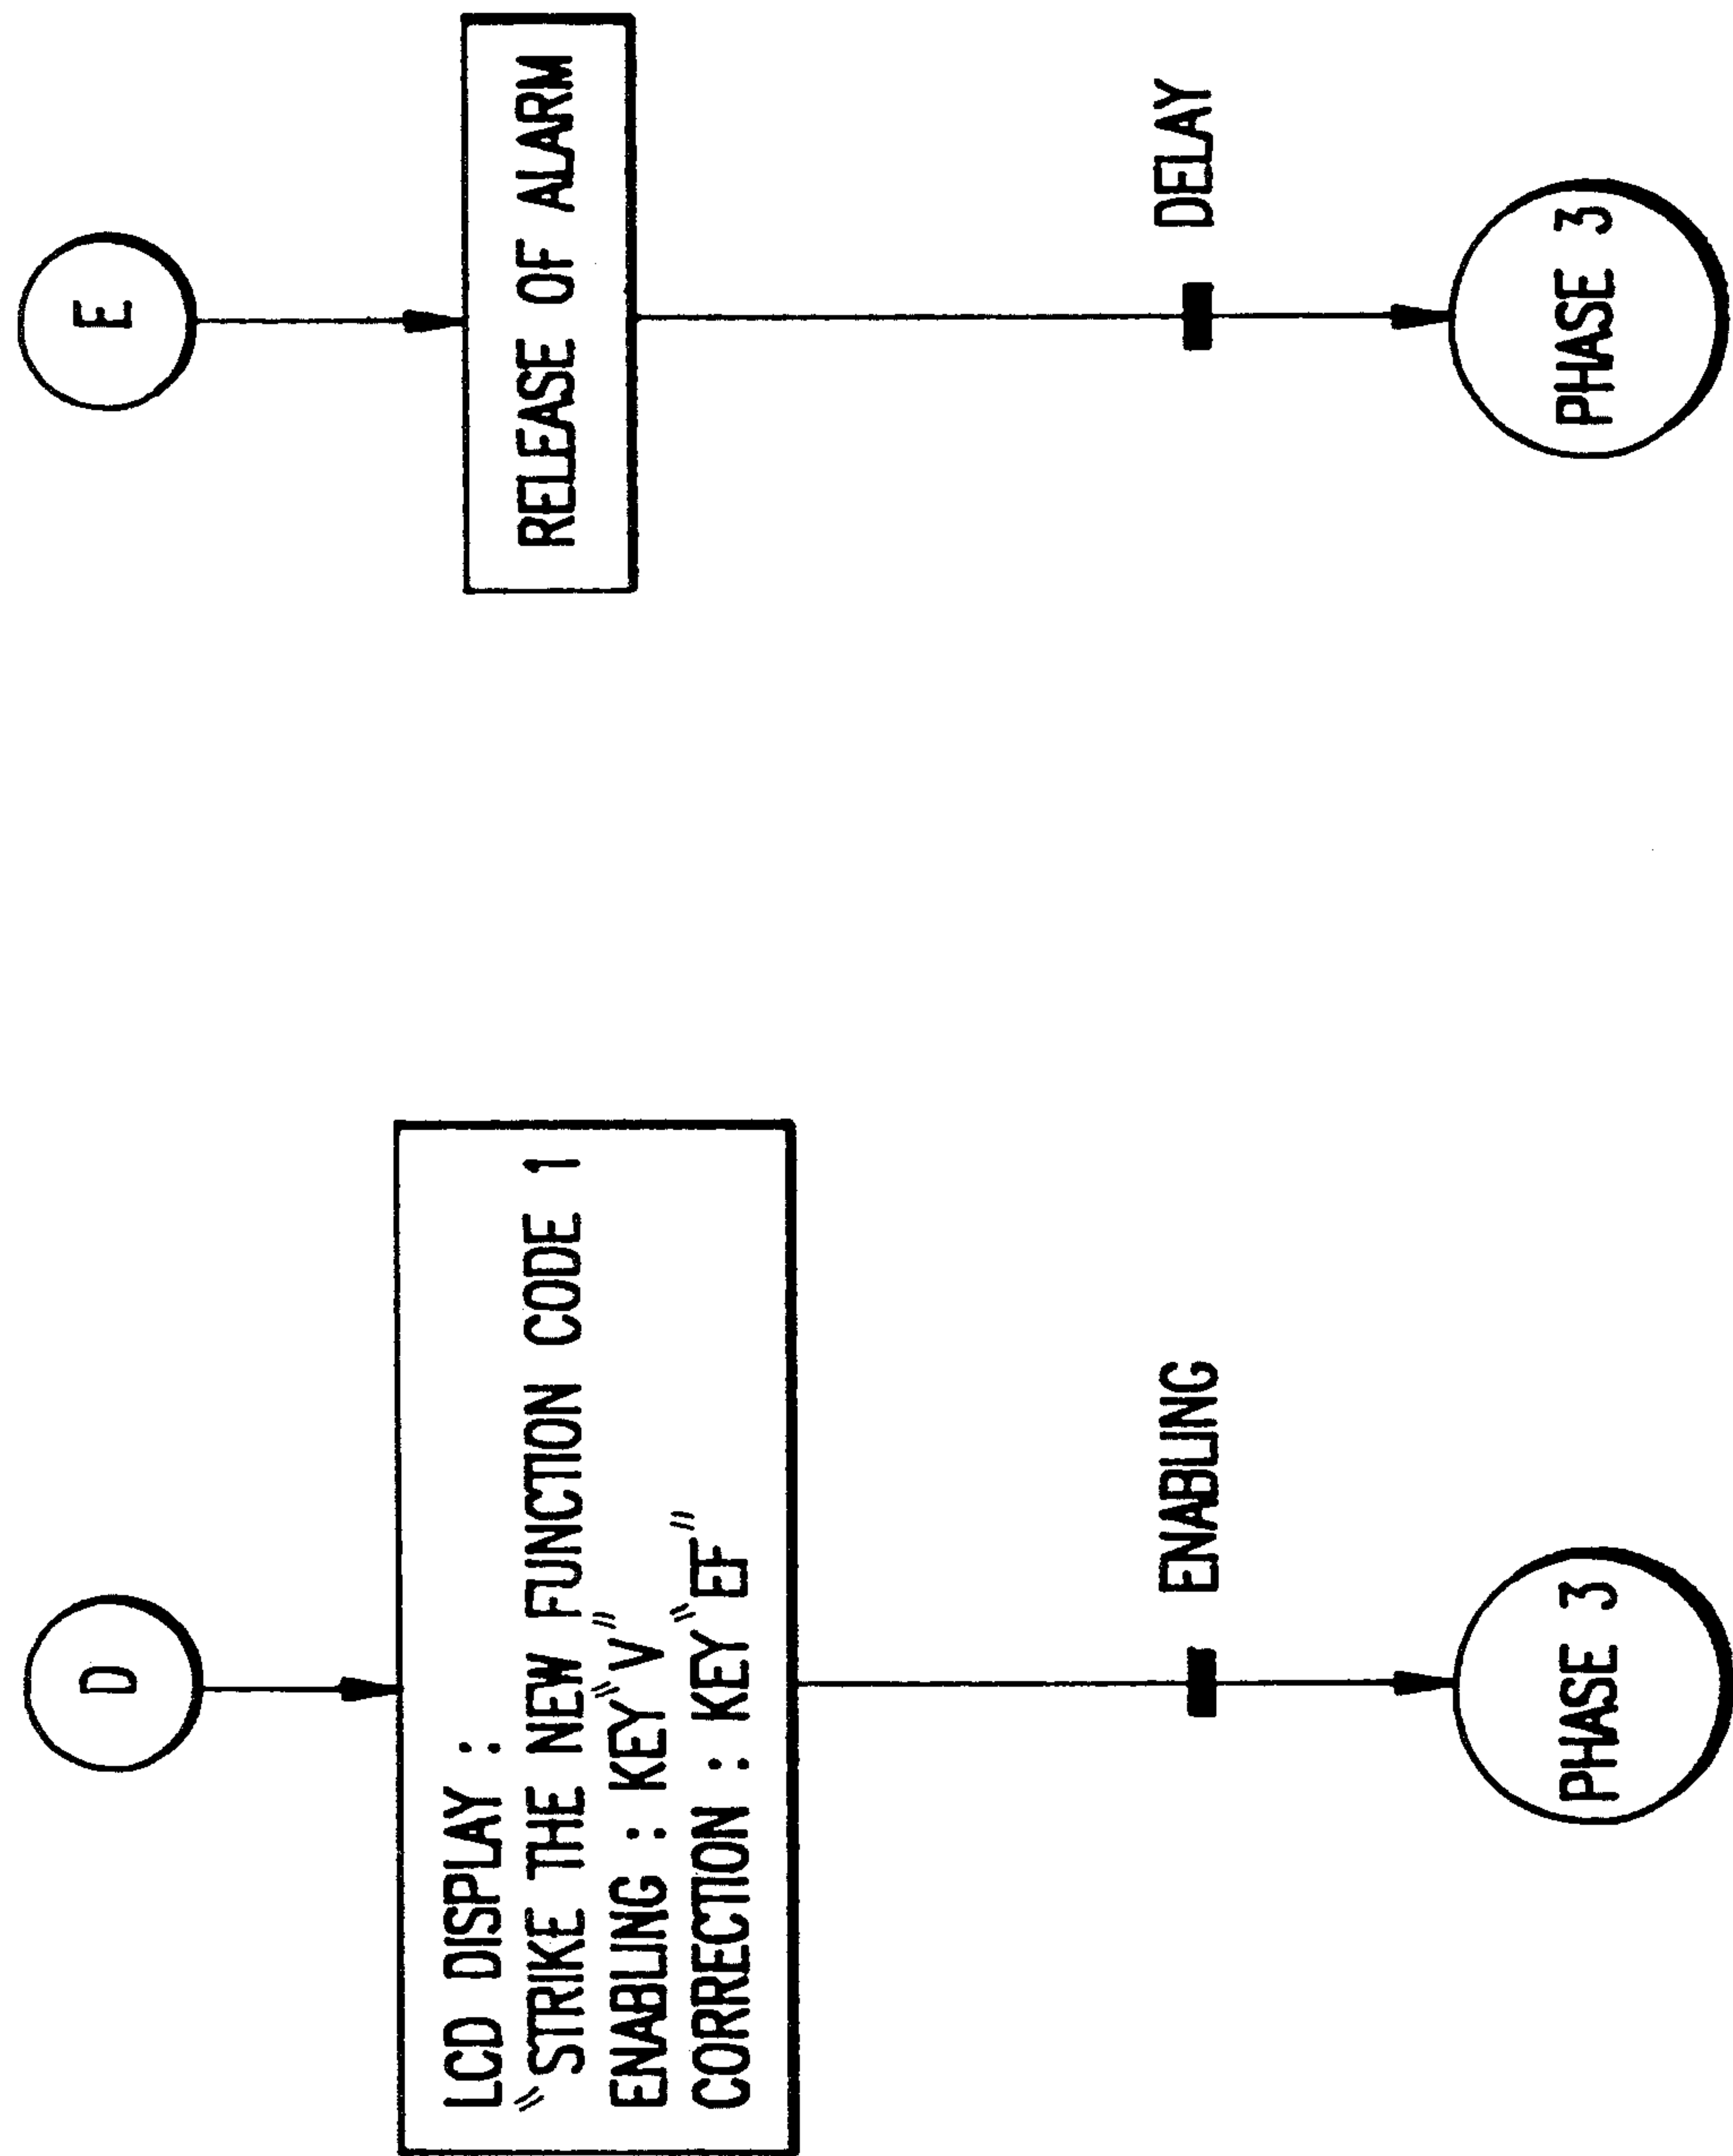 D
LCD DISPLAY :
"STRIKE THE NEW FUNCTION CODE 1
ENABLING : KEY "V"
CORRECTION : KEY "EF"
ENABLING
PHASE 3
E
RELEASE OF ALARM
DELAY
PHASE 3